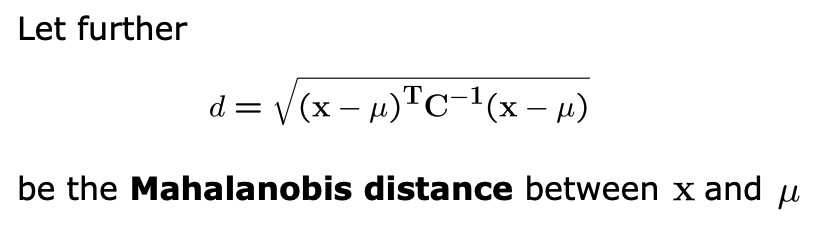 Let further
d = √(x − μ)ᵀC⁻¹(x − μ)
be the Mahalanobis distance between x and μ